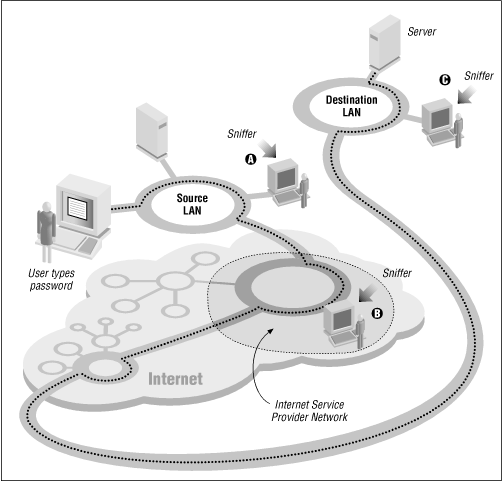 Server
Sniffer
C
Destination
LAN
Sniffer
A
Source
LAN
User types
password
Sniffer
B
Internet
Internet Service
Provider Network